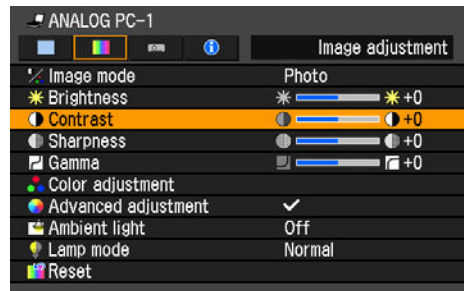 ANALOG PC-1
Image adjustment
Image mode Photo
Brightness +0
Contrast +0
Sharpness +0
Gamma +0
Color adjustment
Advanced adjustment ✓
Ambient light Off
Lamp mode Normal
Reset